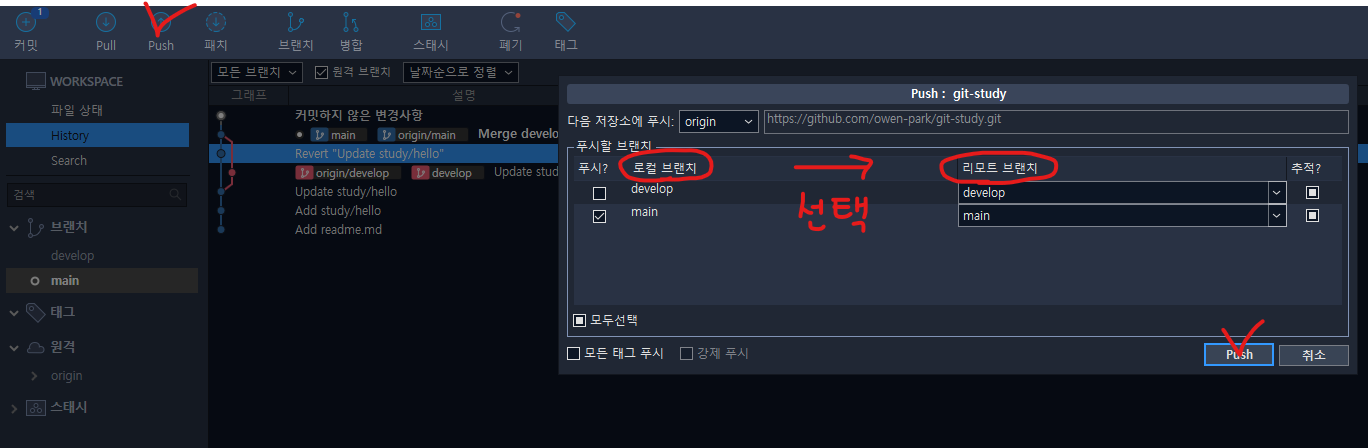 1
커밋 Pull Push 패치 브랜치 병합 스태시 폐기 태그
WORKSPACE
파일 상태
History
Search
검색
브랜치
develop
main
태그
원격
origin
스태시
모든 브랜치 원격 브랜치 날짜순으로 정렬
그래프 설명
커밋하지 않은 변경사항
main origin/main Merge develo
Revert "Update study/hello"
origin/develop develop Update stud
Update study/hello
Add study/hello
Add readme.md
Push : git-study
다음 저장소에 푸시: origin https://github.com/owen-park/git-study.git
푸시할 브랜치
푸시? 로컬 브랜치 리모트 브랜치 추적?
develop develop
main main
선택
모두선택
모든 태그 푸시 강제 푸시
Push 취소